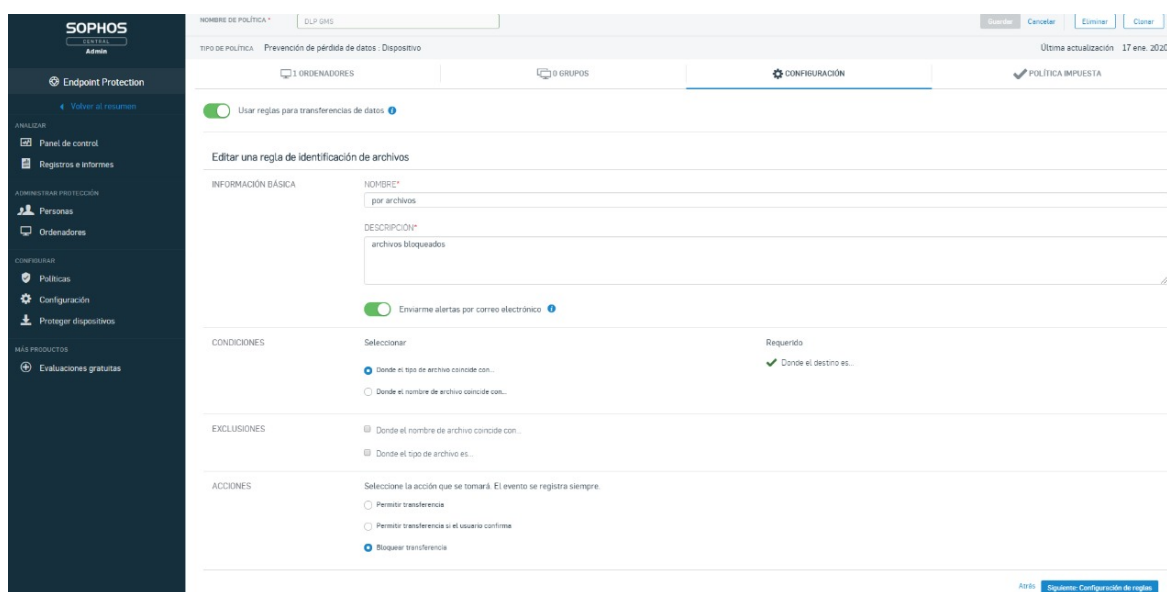 SOPHOS
CENTRAL
Admin
Endpoint Protection
Volver al resumen
ANALIZAR
Panel de control
Registros e informes
ADMINISTRAR PROTECCIÓN
Personas
Ordenadores
CONFIGURAR
Políticas
Configuración
Proteger dispositivos
MÁS PRODUCTOS
Evaluaciones gratuitas
NOMBRE DE POLÍTICA * DLP GMS Guardar Cancelar Eliminar Clonar
TIPO DE POLÍTICA Prevención de pérdida de datos : Dispositivo Última actualización 17 ene. 2020
1 ORDENADORES 0 GRUPOS CONFIGURACIÓN POLÍTICA IMPUESTA
Usar reglas para transferencias de datos
Editar una regla de identificación de archivos
INFORMACIÓN BÁSICA NOMBRE*
por archivos
DESCRIPCIÓN*
archivos bloqueados
Enviarme alertas por correo electrónico
CONDICIONES Seleccionar Requerido
Donde el tipo de archivo coincide con... Donde el destino es...
Donde el nombre de archivo coincide con...
EXCLUSIONES Donde el nombre de archivo coincide con...
Donde el tipo de archivo es...
ACCIONES Seleccione la acción que se tomará. El evento se registra siempre.
Permitir transferencia
Permitir transferencia si el usuario confirma
Bloquear transferencia
Atrás Siguiente: Configuración de reglas